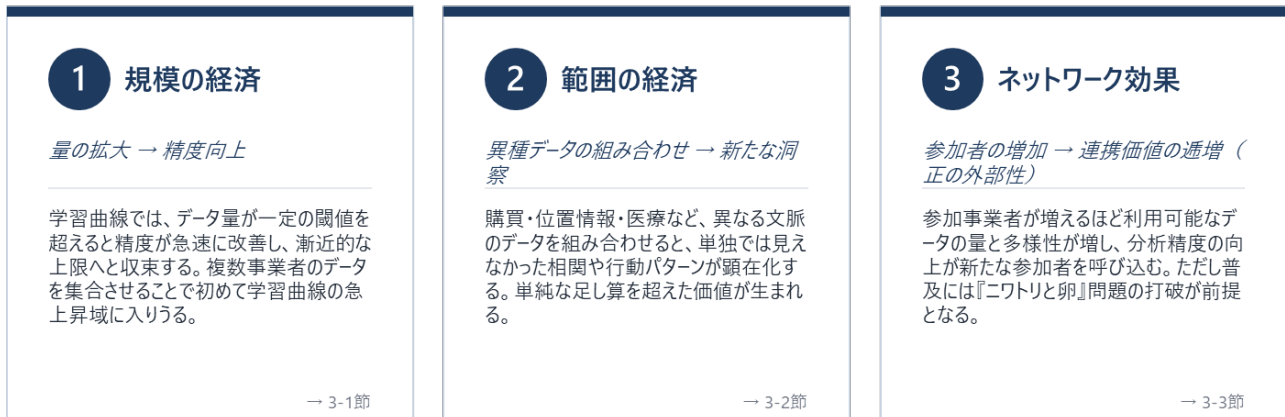 1 規模の経済
量の拡大 → 精度向上
学習曲線では、データ量が一定の閾値を
超えると精度が急速に改善し、漸近的な
上限へと収束する。複数事業者のデータ
を集合させることで初めて学習曲線の急
上昇域に入りうる。
→ 3-1節
2 範囲の経済
異種データの組み合わせ → 新たな洞
察
購買・位置情報・医療など、異なる文脈
のデータを組み合わせると、単独では見え
なかった相関や行動パターンが顕在化す
る。単純な足し算を超えた価値が生まれ
る。
→ 3-2節
3 ネットワーク効果
参加者の増加 → 連携価値の逓増（
正の外部性）
参加事業者が増えるほど利用可能なデ
ータの量と多様性が増し、分析精度の向
上が新たな参加者を呼び込む。ただし普
及には『ニワトリと卵』問題の打破が前提
となる。
→ 3-3節